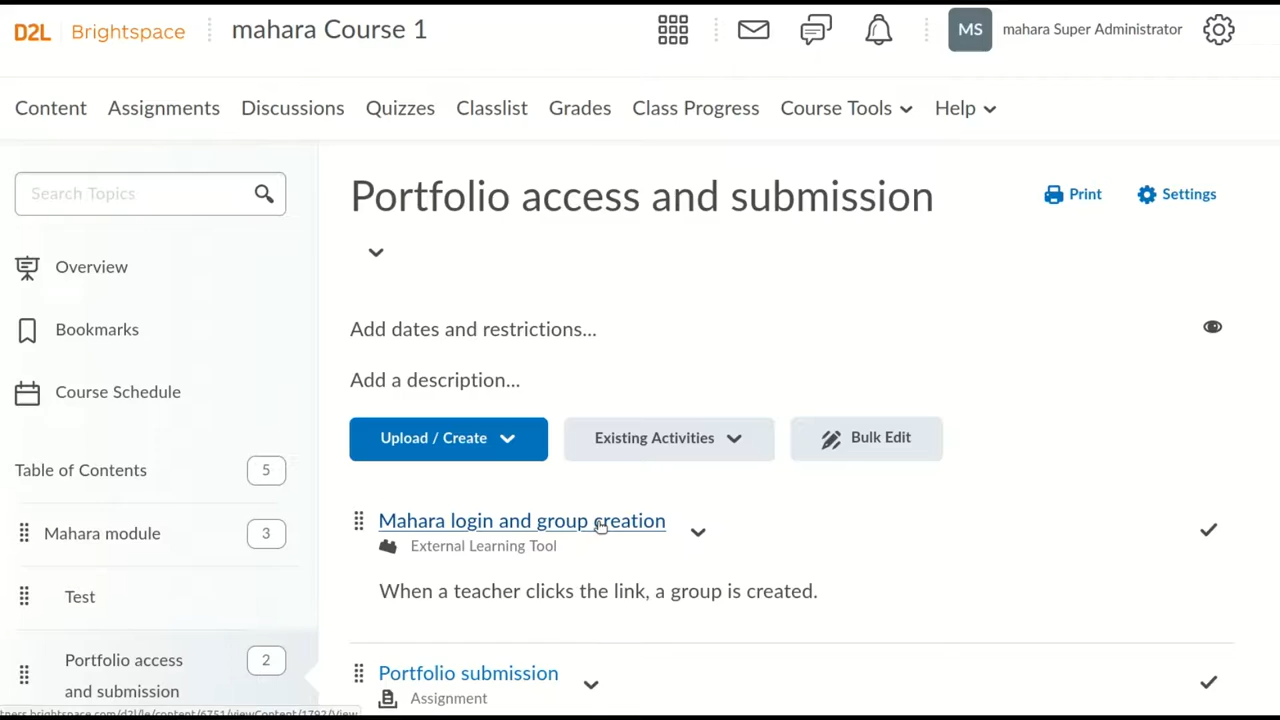 D2L Brightspace mahara Course 1 MS mahara Super Administrator
Content Assignments Discussions Quizzes Classlist Grades Class Progress Course Tools Help
Search Topics
Overview
Bookmarks
Course Schedule
Table of Contents 5
Mahara module 3
Test
Portfolio access 2
and submission
Portfolio access and submission
Print Settings
Add dates and restrictions...
Add a description...
Upload / Create Existing Activities Bulk Edit
Mahara login and group creation
External Learning Tool
When a teacher clicks the link, a group is created.
Portfolio submission
Assignment